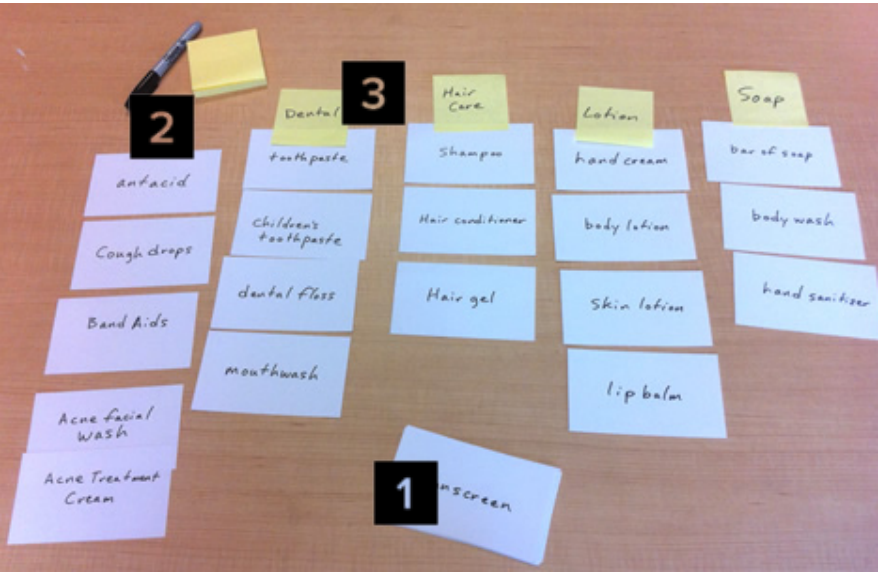 2
antacid
Cough drops
Band Aids
Acne facial
wash
Acne Treatment
Cream
3
Dental
toothpaste
Children's
toothpaste
dental floss
mouthwash
Hair
Care
Shampoo
Hair conditioner
Hair gel
Lotion
hand cream
body lotion
Skin lotion
lip balm
Soap
bar of soap
body wash
hand sanitizer
1
nscreen